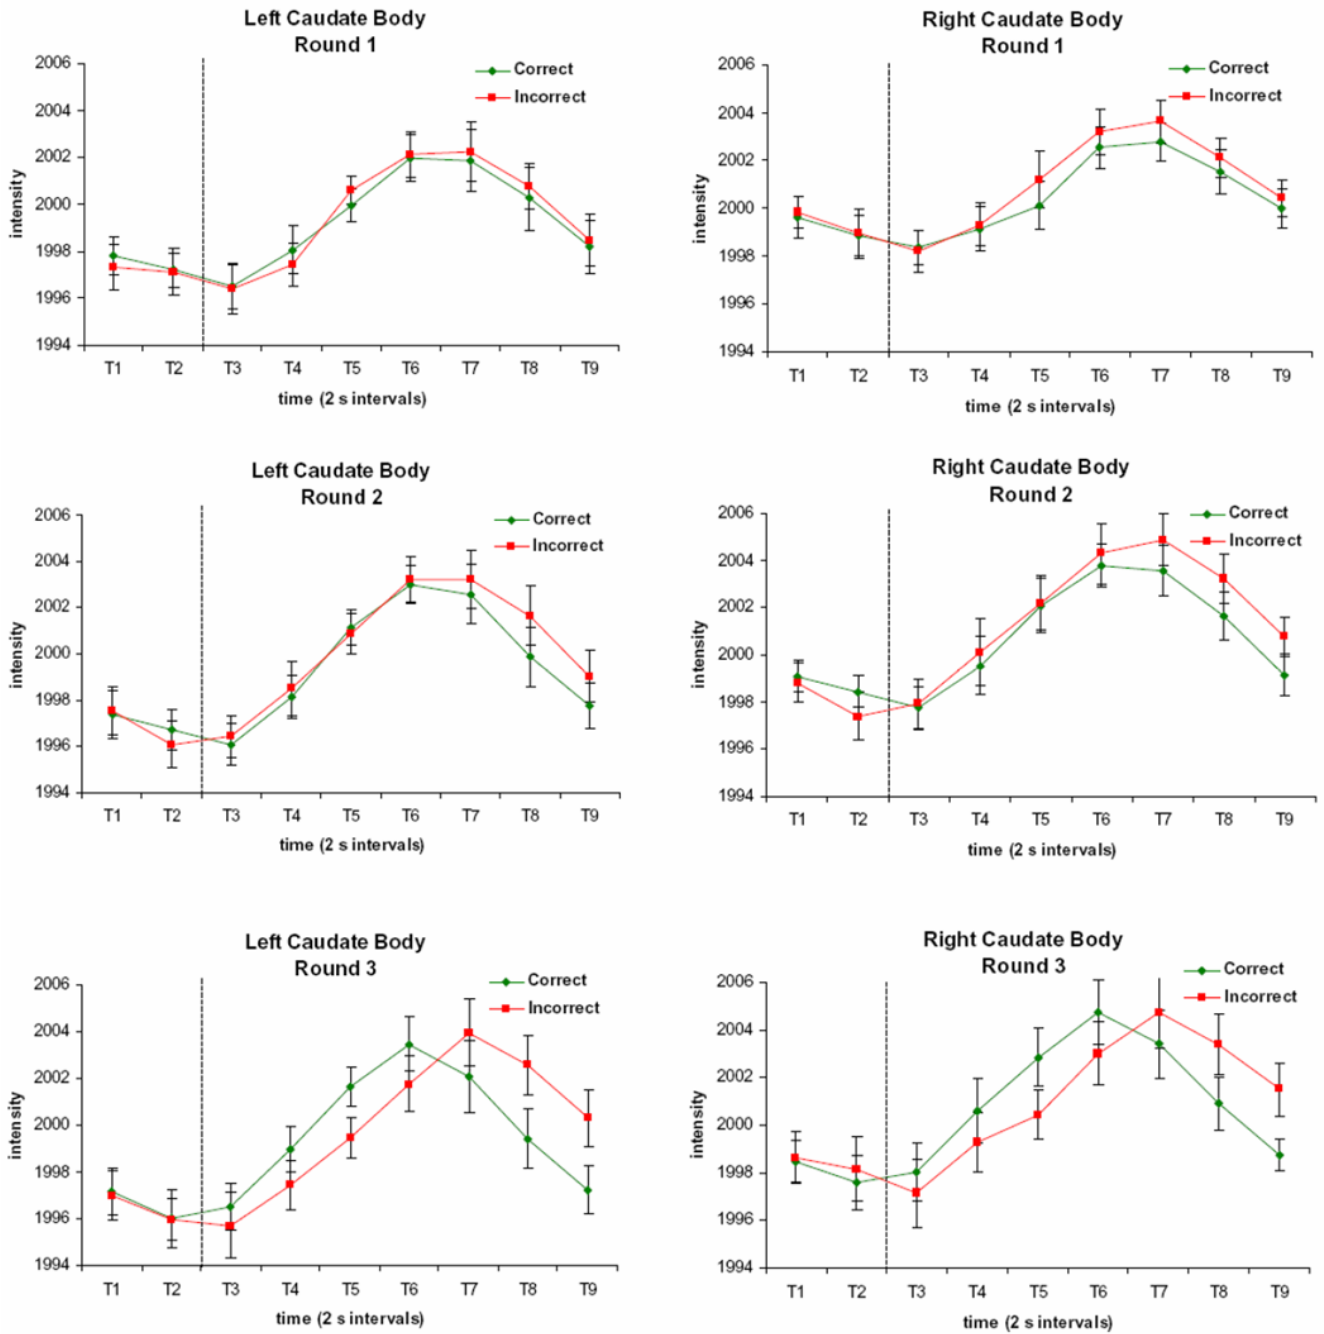 Left Caudate Body
Round 1
Correct
Incorrect
2006
2004
2002
2000
1998
1996
1994
intensity
T1 T2 T3 T4 T5 T6 T7 T8 T9
time (2 s intervals)
Right Caudate Body
Round 1
Correct
Incorrect
2006
2004
2002
2000
1998
1996
1994
intensity
T1 T2 T3 T4 T5 T6 T7 T8 T9
time (2 s intervals)
Left Caudate Body
Round 2
Correct
Incorrect
2006
2004
2002
2000
1998
1996
1994
intensity
T1 T2 T3 T4 T5 T6 T7 T8 T9
time (2 s intervals)
Right Caudate Body
Round 2
Correct
Incorrect
2006
2004
2002
2000
1998
1996
1994
intensity
T1 T2 T3 T4 T5 T6 T7 T8 T9
time (2 s intervals)
Left Caudate Body
Round 3
Correct
Incorrect
2006
2004
2002
2000
1998
1996
1994
intensity
T1 T2 T3 T4 T5 T6 T7 T8 T9
time (2 s intervals)
Right Caudate Body
Round 3
Correct
Incorrect
2006
2004
2002
2000
1998
1996
1994
intensity
T1 T2 T3 T4 T5 T6 T7 T8 T9
time (2 s intervals)